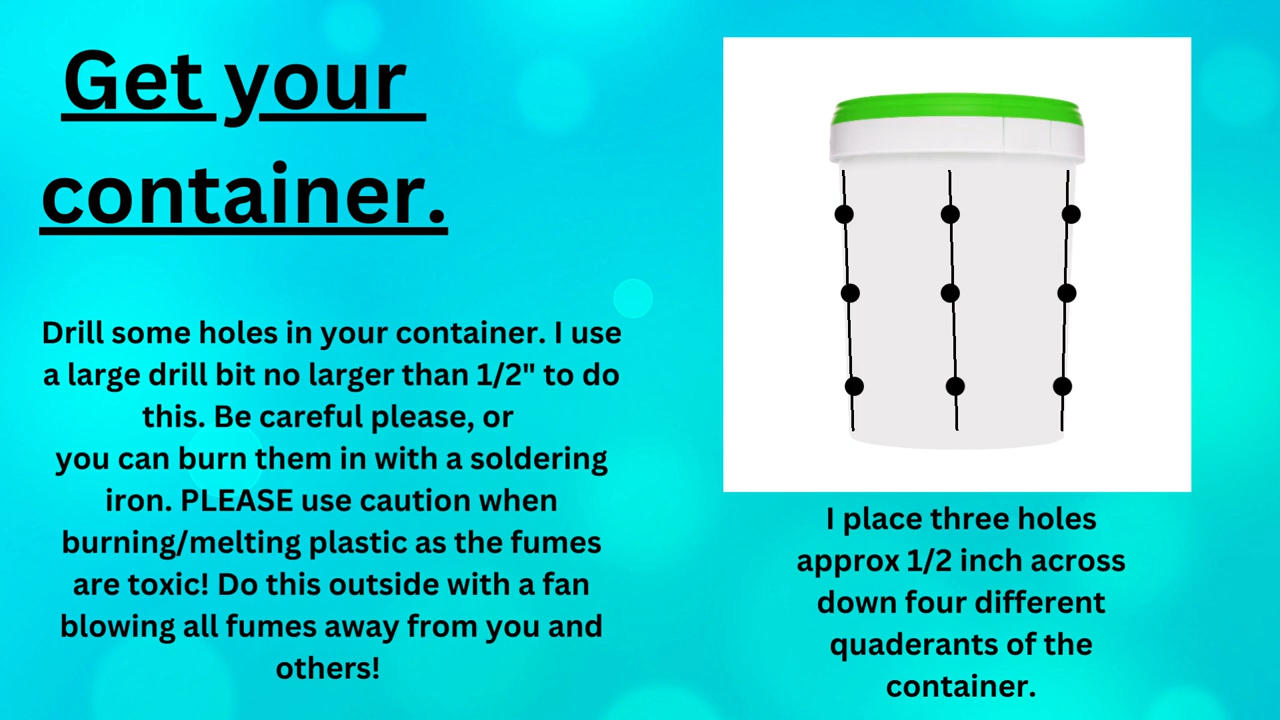 Get your
container.
Drill some holes in your container. I use
a large drill bit no larger than 1/2" to do
this. Be careful please, or
you can burn them in with a soldering
iron. PLEASE use caution when
burning/melting plastic as the fumes
are toxic! Do this outside with a fan
blowing all fumes away from you and
others!
I place three holes
approx 1/2 inch across
down four different
quaderants of the
container.